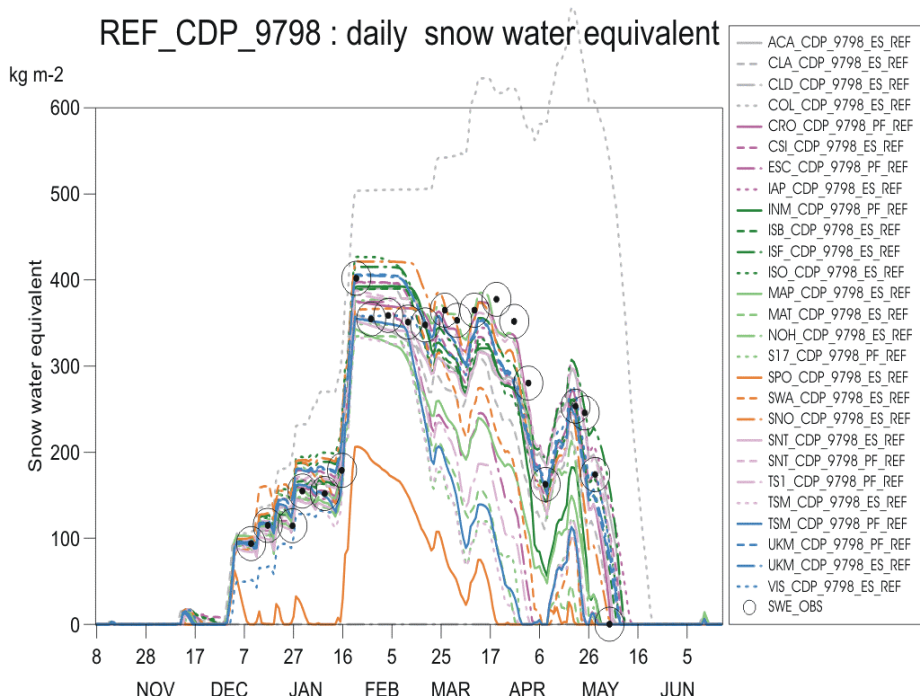 REF_CDP_9798 : daily snow water equivalent
kg m-2
Snow water equivalent
600
500
400
300
200
100
0
8 28 17 7 27 16 5 25 17 6 26 16 5
NOV DEC JAN FEB MAR APR MAY JUN
ACA_CDP_9798_ES_REF
CLA_CDP_9798_ES_REF
CLD_CDP_9798_ES_REF
COL_CDP_9798_ES_REF
CRO_CDP_9798_PF_REF
CSI_CDP_9798_ES_REF
ESC_CDP_9798_PF_REF
IAP_CDP_9798_ES_REF
INM_CDP_9798_PF_REF
ISB_CDP_9798_ES_REF
ISF_CDP_9798_ES_REF
ISO_CDP_9798_ES_REF
MAP_CDP_9798_ES_REF
MAT_CDP_9798_ES_REF
NOH_CDP_9798_ES_REF
S17_CDP_9798_PF_REF
SPO_CDP_9798_ES_REF
SWA_CDP_9798_ES_REF
SNO_CDP_9798_ES_REF
SNT_CDP_9798_ES_REF
SNT_CDP_9798_PF_REF
TS1_CDP_9798_PF_REF
TSM_CDP_9798_ES_REF
TSM_CDP_9798_PF_REF
UKM_CDP_9798_PF_REF
UKM_CDP_9798_ES_REF
VIS_CDP_9798_ES_REF
SWE_OBS